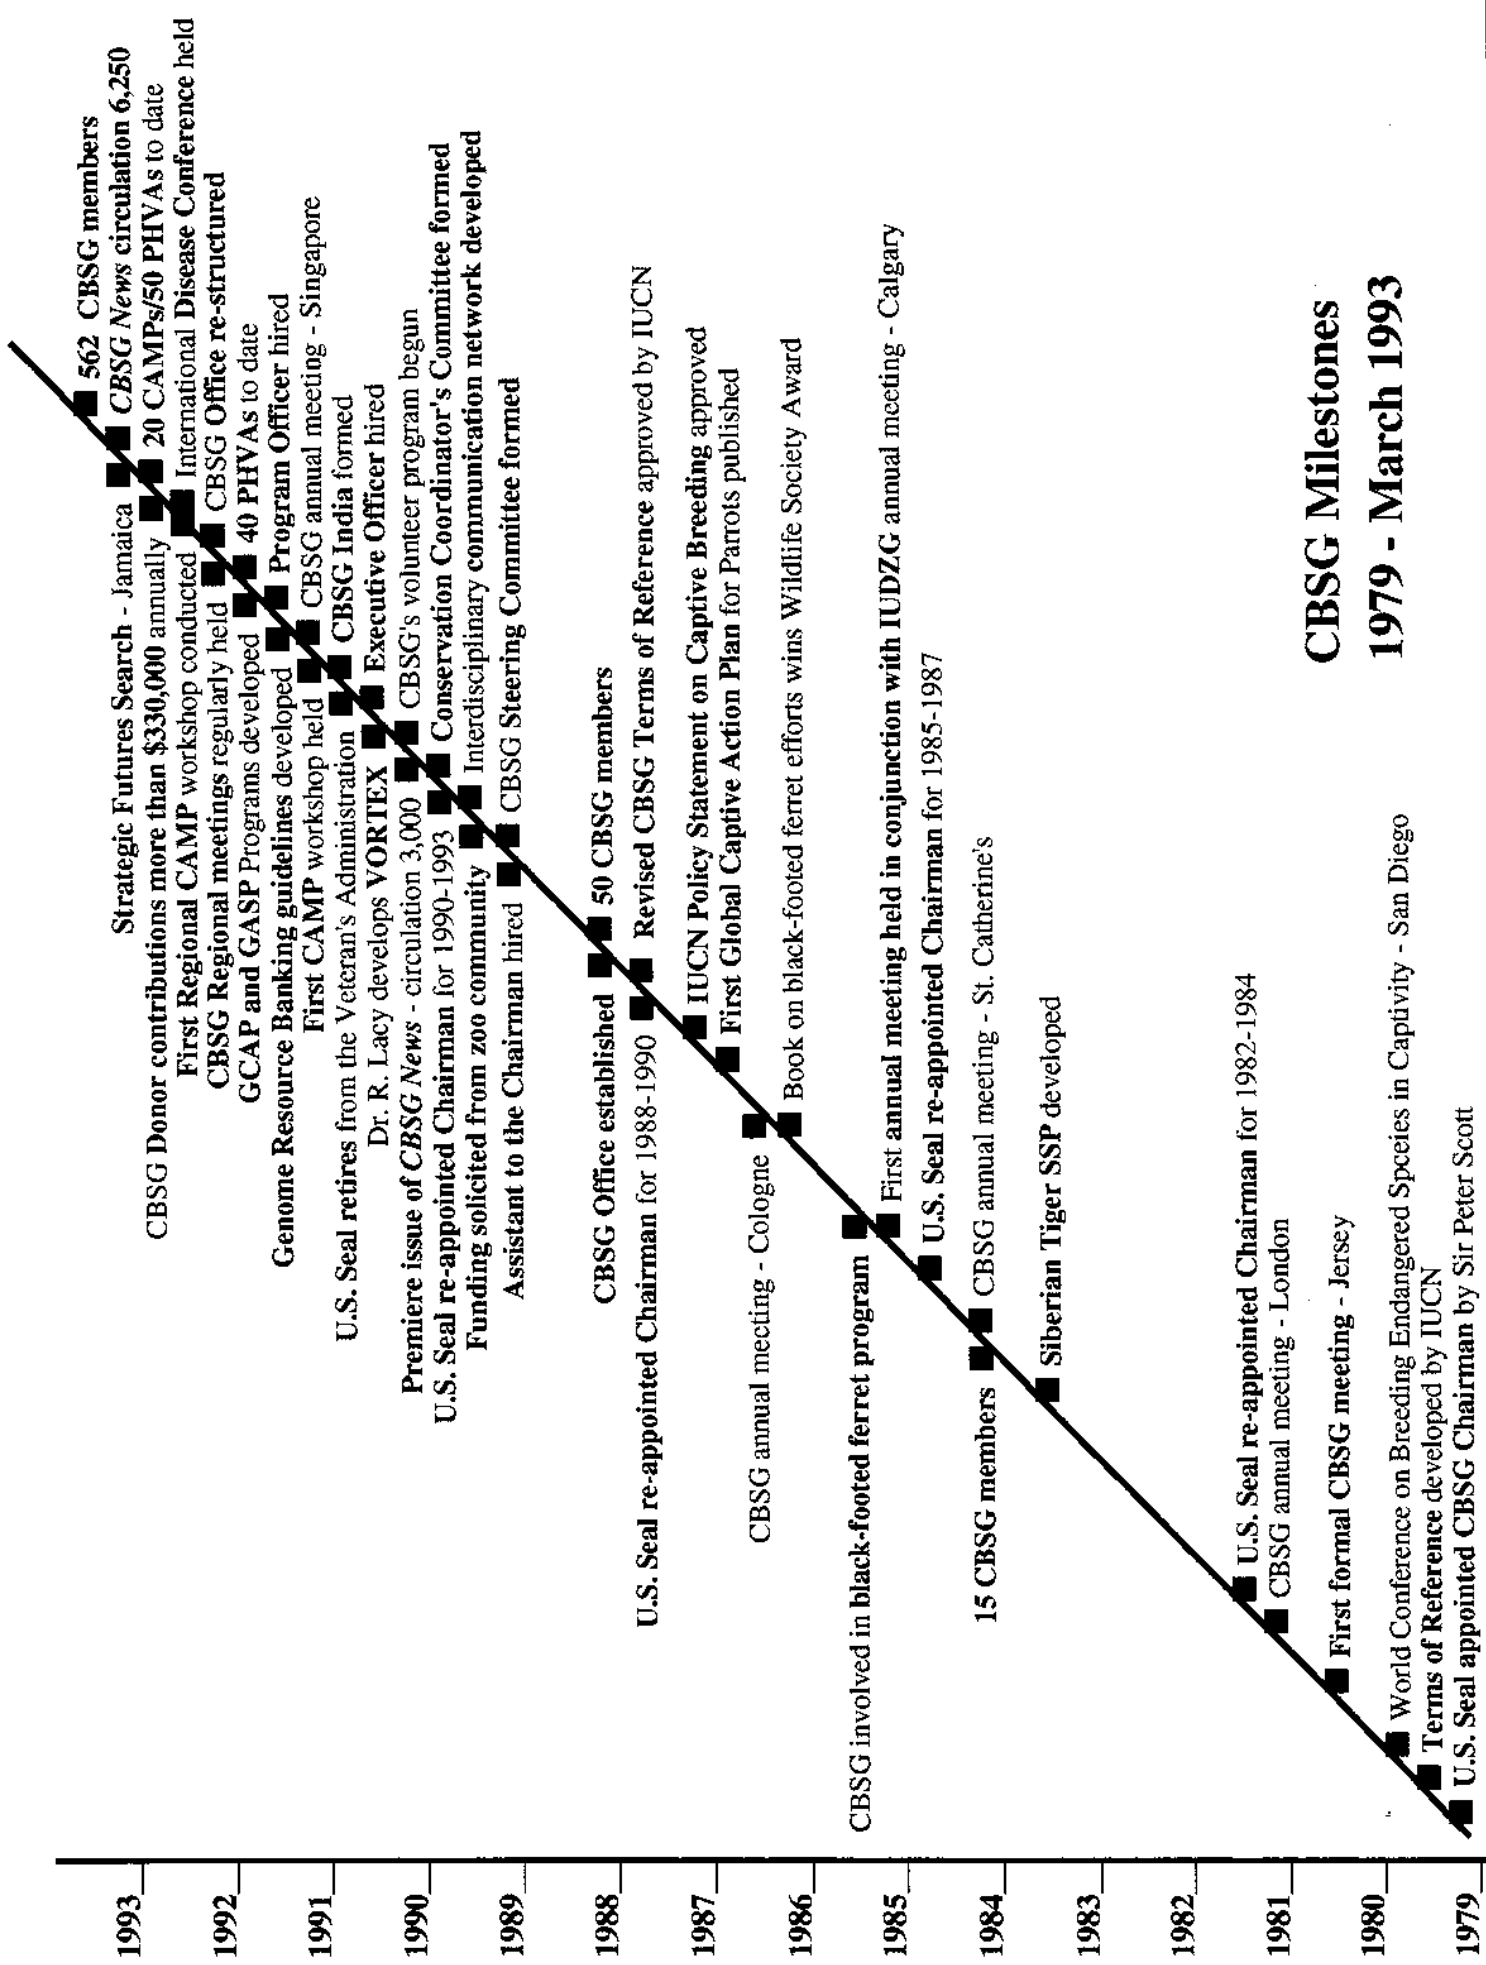 562 CBSG members
CBSG News circulation 6,250
Strategic Futures Search - Jamaica
20 CAMPs/50 PHVAs to date
CBSG Donor contributions more than $330,000 annually
International Disease Conference held
First Regional CAMP workshop conducted
CBSG Office re-structured
CBSG Regional meetings regularly held
40 PHVAs to date
GCAP and GASP Programs developed
Program Officer hired
Genome Resource Banking guidelines developed
CBSG annual meeting - Singapore
First CAMP workshop held
CBSG India formed
U.S. Seal retires from the Veteran's Administration
Executive Officer hired
Dr. R. Lacy develops VORTEX
CBSG's volunteer program begun
Premiere issue of CBSG News - circulation 3,000
Conservation Coordinator's Committee formed
U.S. Seal re-appointed Chairman for 1990-1993
Interdisciplinary communication network developed
Funding solicited from zoo community
CBSG Steering Committee formed
Assistant to the Chairman hired
50 CBSG members
CBSG Office established
Revised CBSG Terms of Reference approved by IUCN
U.S. Seal re-appointed Chairman for 1988-1990
IUCN Policy Statement on Captive Breeding approved
First Global Captive Action Plan for Parrots published
CBSG annual meeting - Cologne
Book on black-footed ferret efforts wins Wildlife Society Award
CBSG involved in black-footed ferret program
First annual meeting held in conjunction with IUDZG annual meeting - Calgary
U.S. Seal re-appointed Chairman for 1985-1987
CBSG annual meeting - St. Catherine's
15 CBSG members
Siberian Tiger SSP developed
U.S. Seal re-appointed Chairman for 1982-1984
CBSG annual meeting - London
First formal CBSG meeting - Jersey
World Conference on Breeding Endangered Spceies in Captivity - San Diego
Terms of Reference developed by IUCN
U.S. Seal appointed CBSG Chairman by Sir Peter Scott
CBSG Milestones
1979 - March 1993
1993
1992
1991
1990
1989
1988
1987
1986
1985
1984
1983
1982
1981
1980
1979